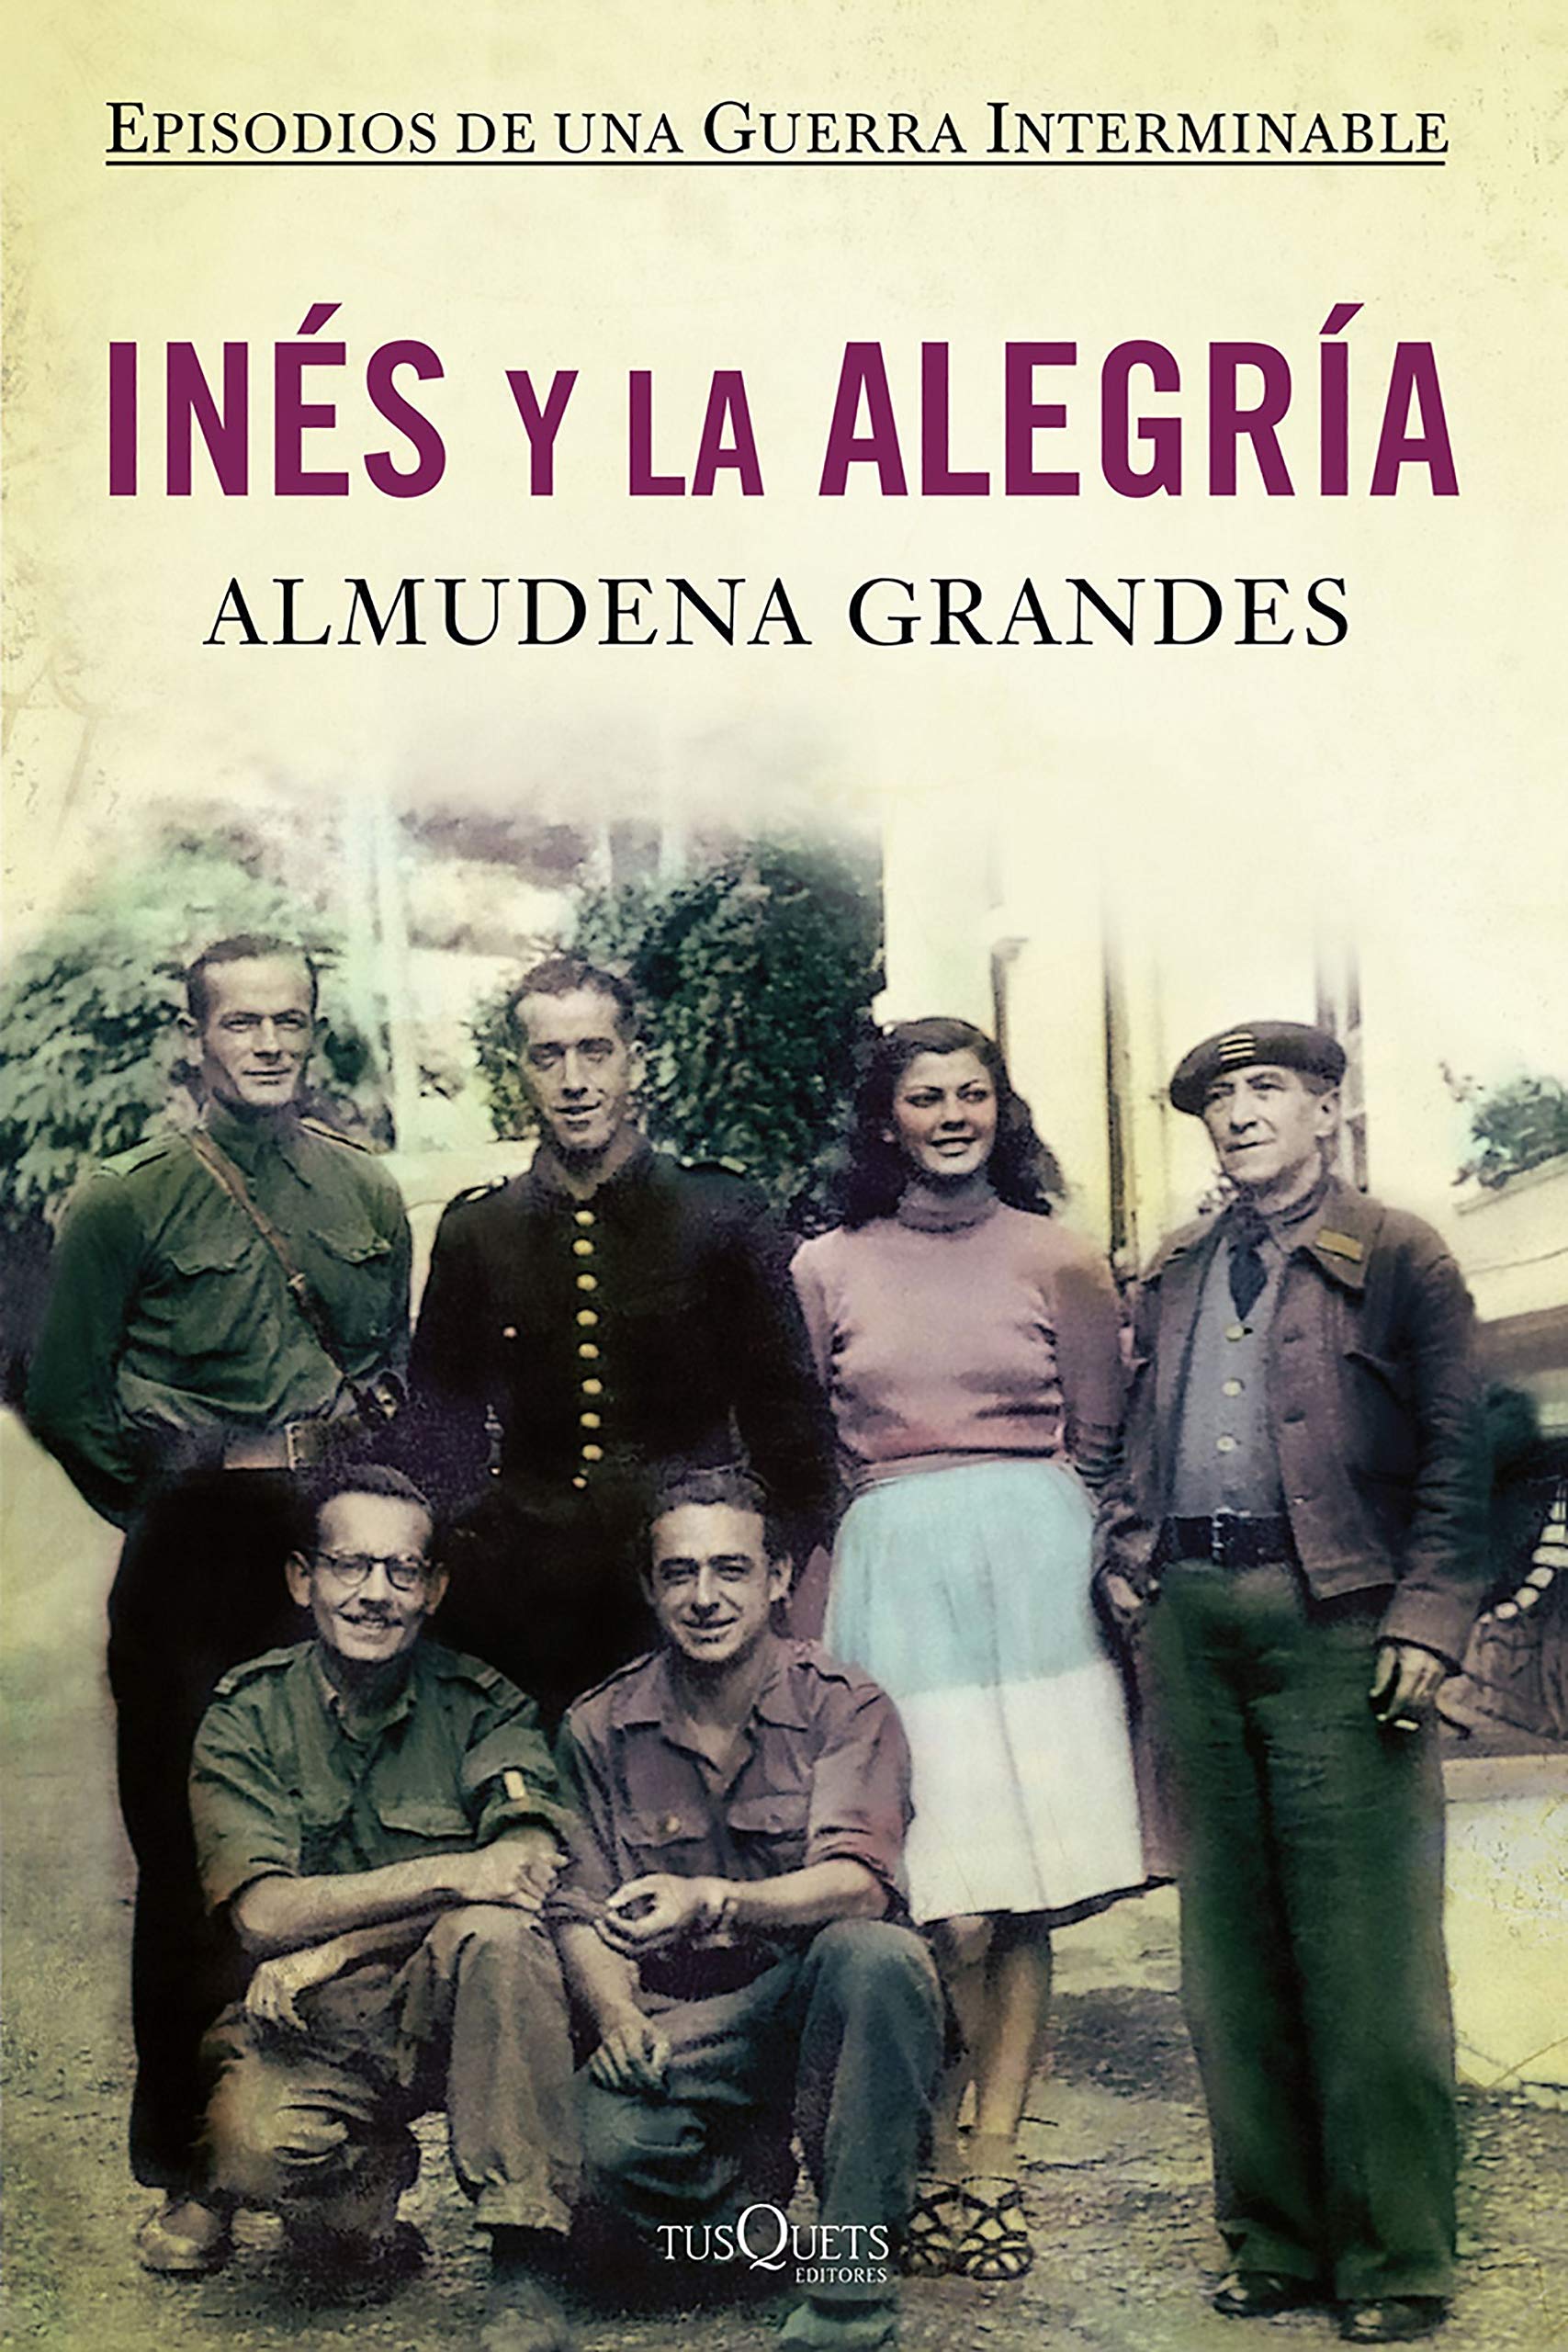 EPISODIOS DE UNA GUERRA INTERMINABLE
INÉS Y LA ALEGRÍA
ALMUDENA GRANDES
TUSQUETS
EDITORES